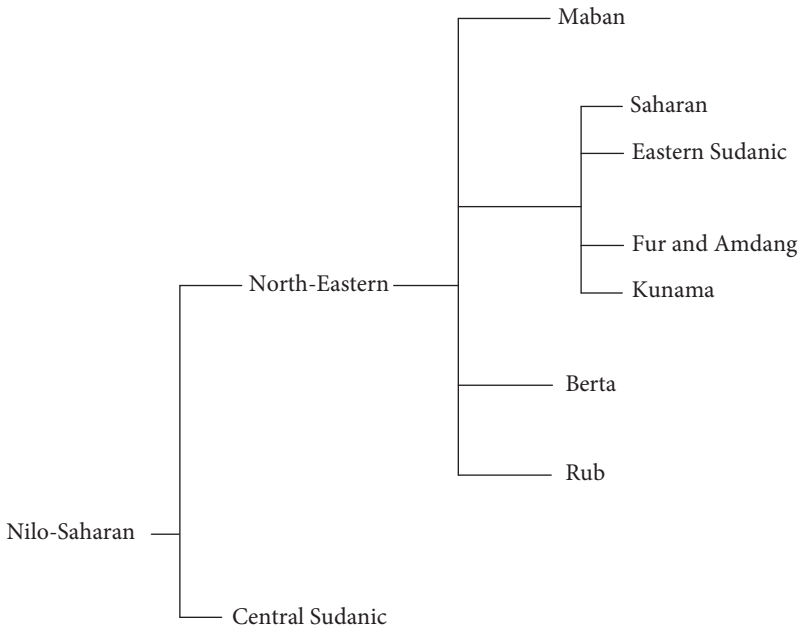 Maban
Saharan
Eastern Sudanic
Fur and Amdang
North-Eastern
Kunama
Berta
Rub
Nilo-Saharan
Central Sudanic